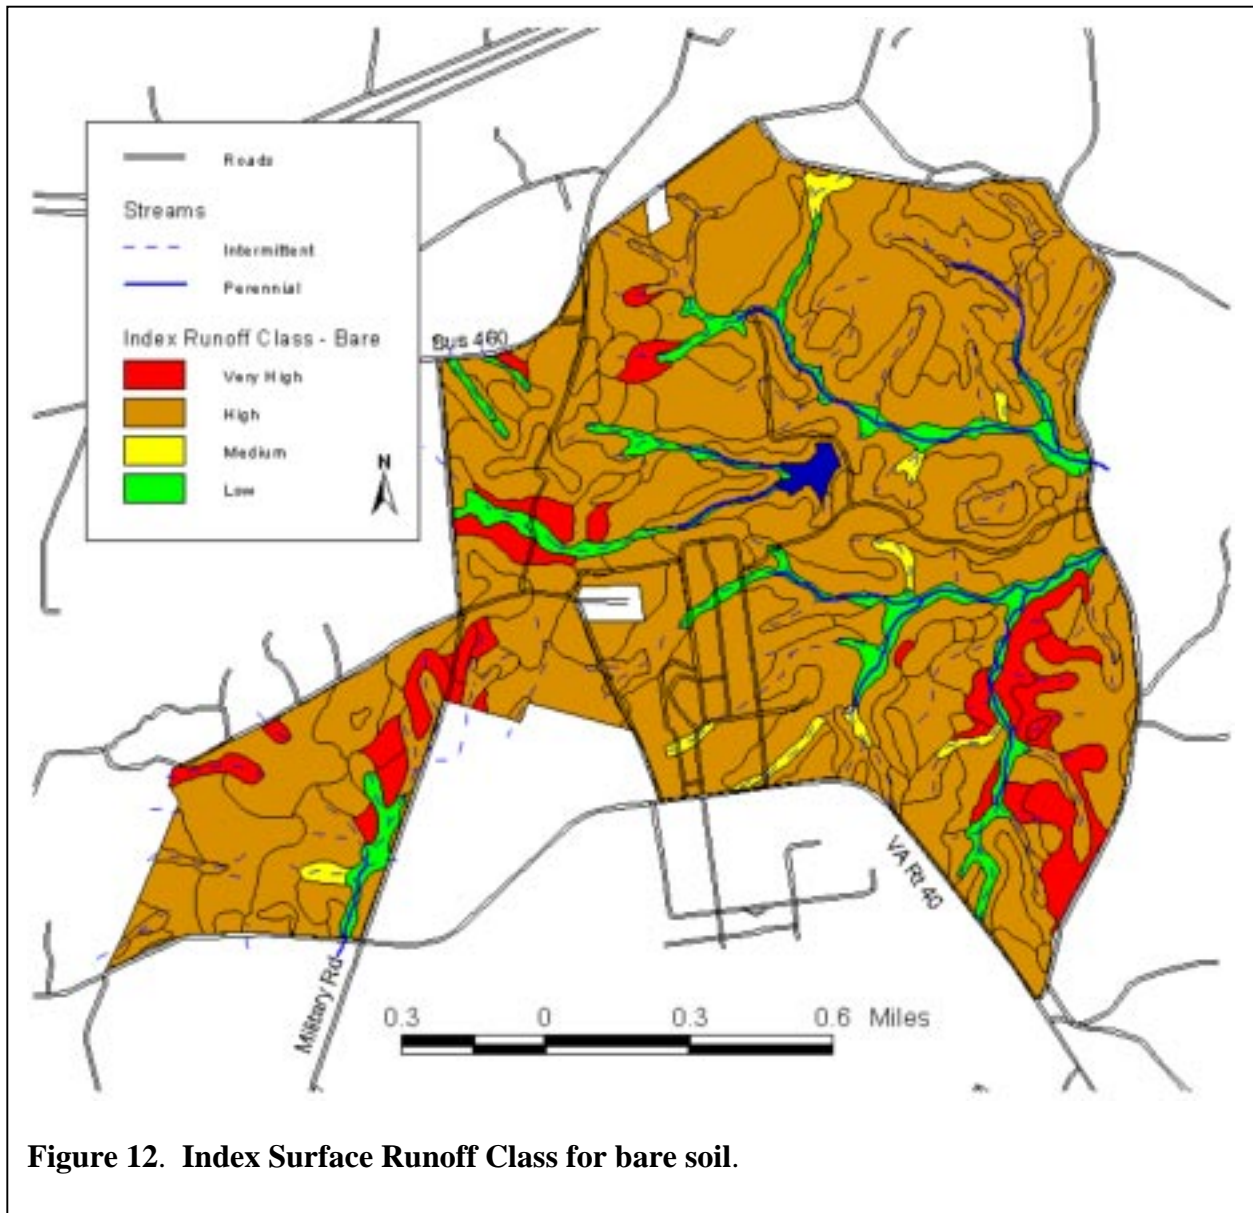 Roads
Streams
Intermittent
Perennial
Index Runoff Class - Bare
Very High
High
Medium
Low
N
Bus 460
VA Rt 40
Military Rd
0.3 0 0.3 0.6 Miles
Figure 12. Index Surface Runoff Class for bare soil.